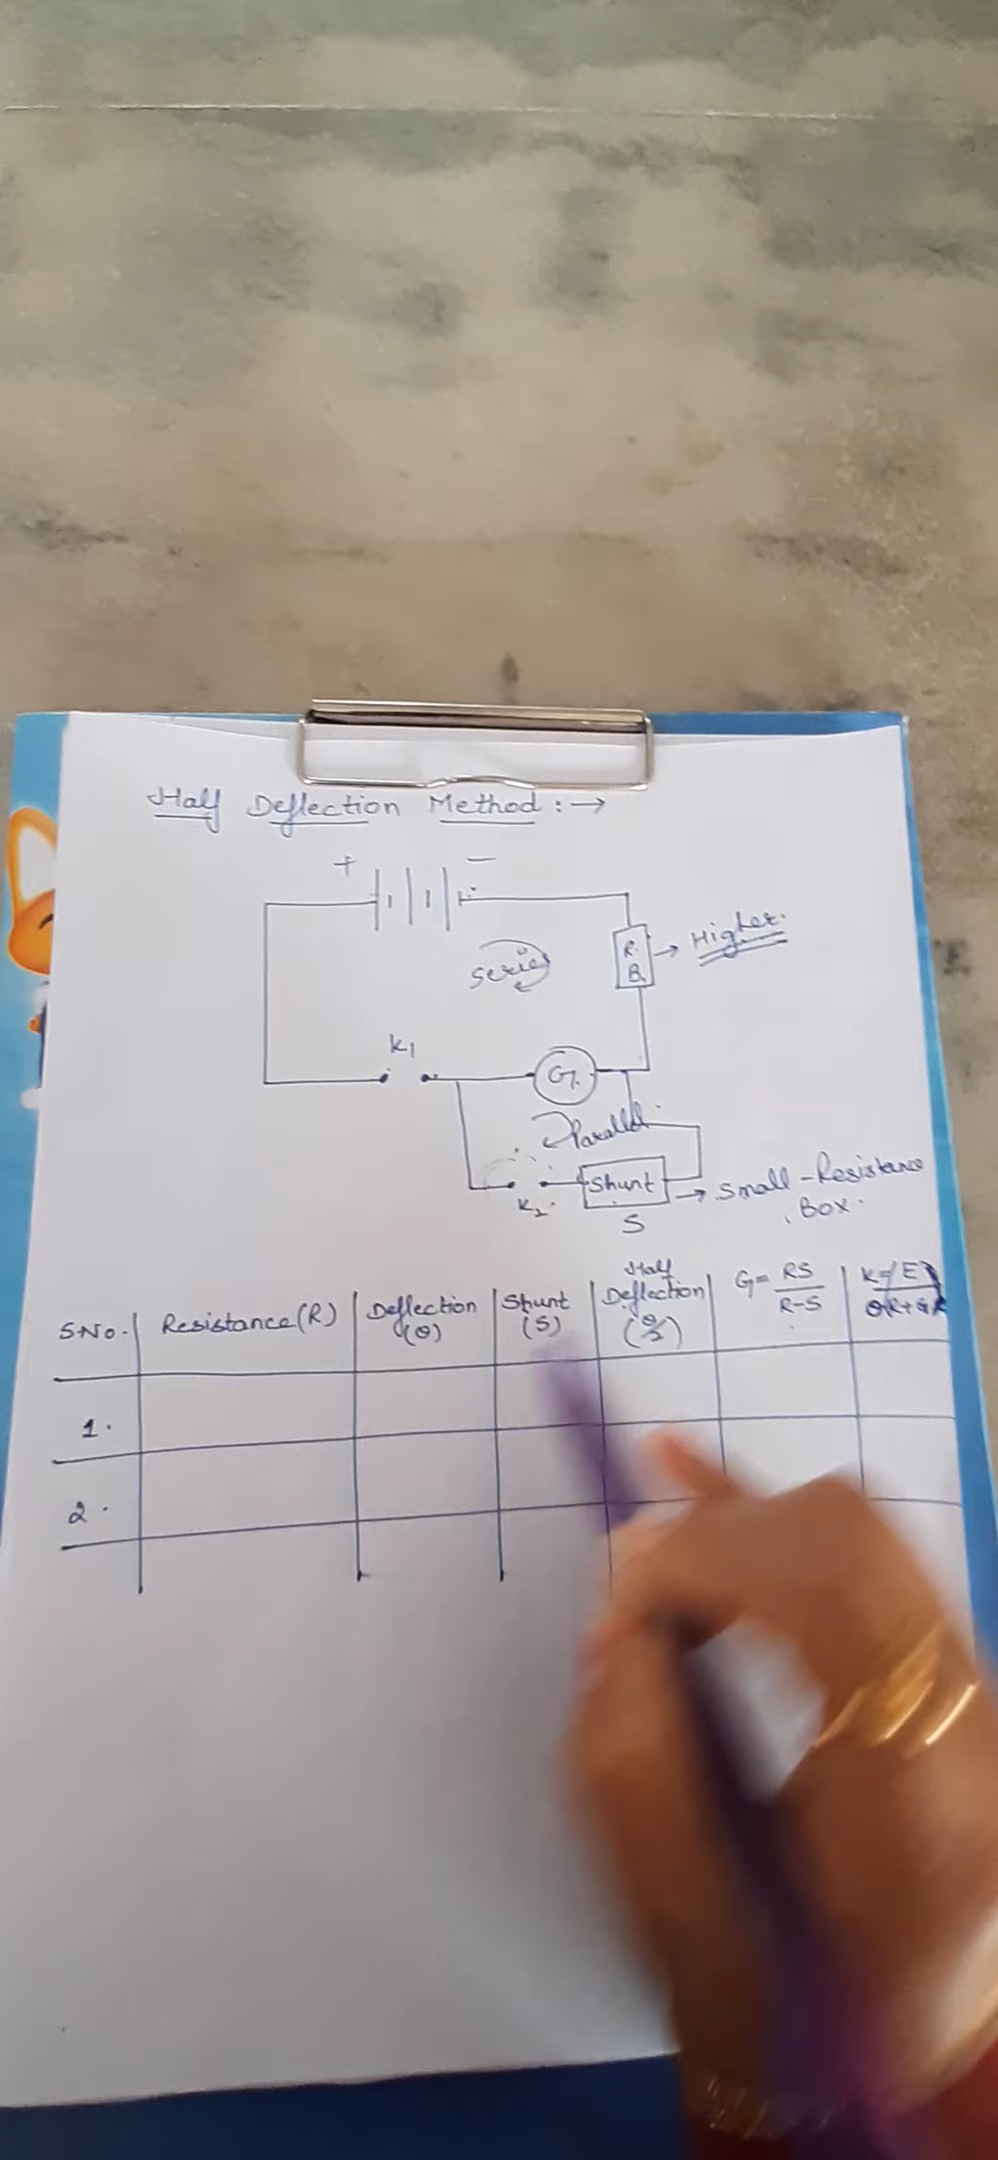 Half Deflection Method :→
+ −
R. B. → Higher.
series
K1
G.
Parallel.
K2. Shunt → Small-Resistance Box.
S
S.No. Resistance (R) Deflection (θ) Shunt (S) Half Deflection (θ/2) G = RS/R-S
1.
2.